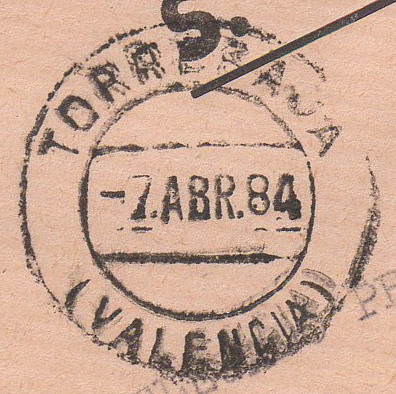 S.
TORREBAJA
-7.ABR.84
(VALENCIA)